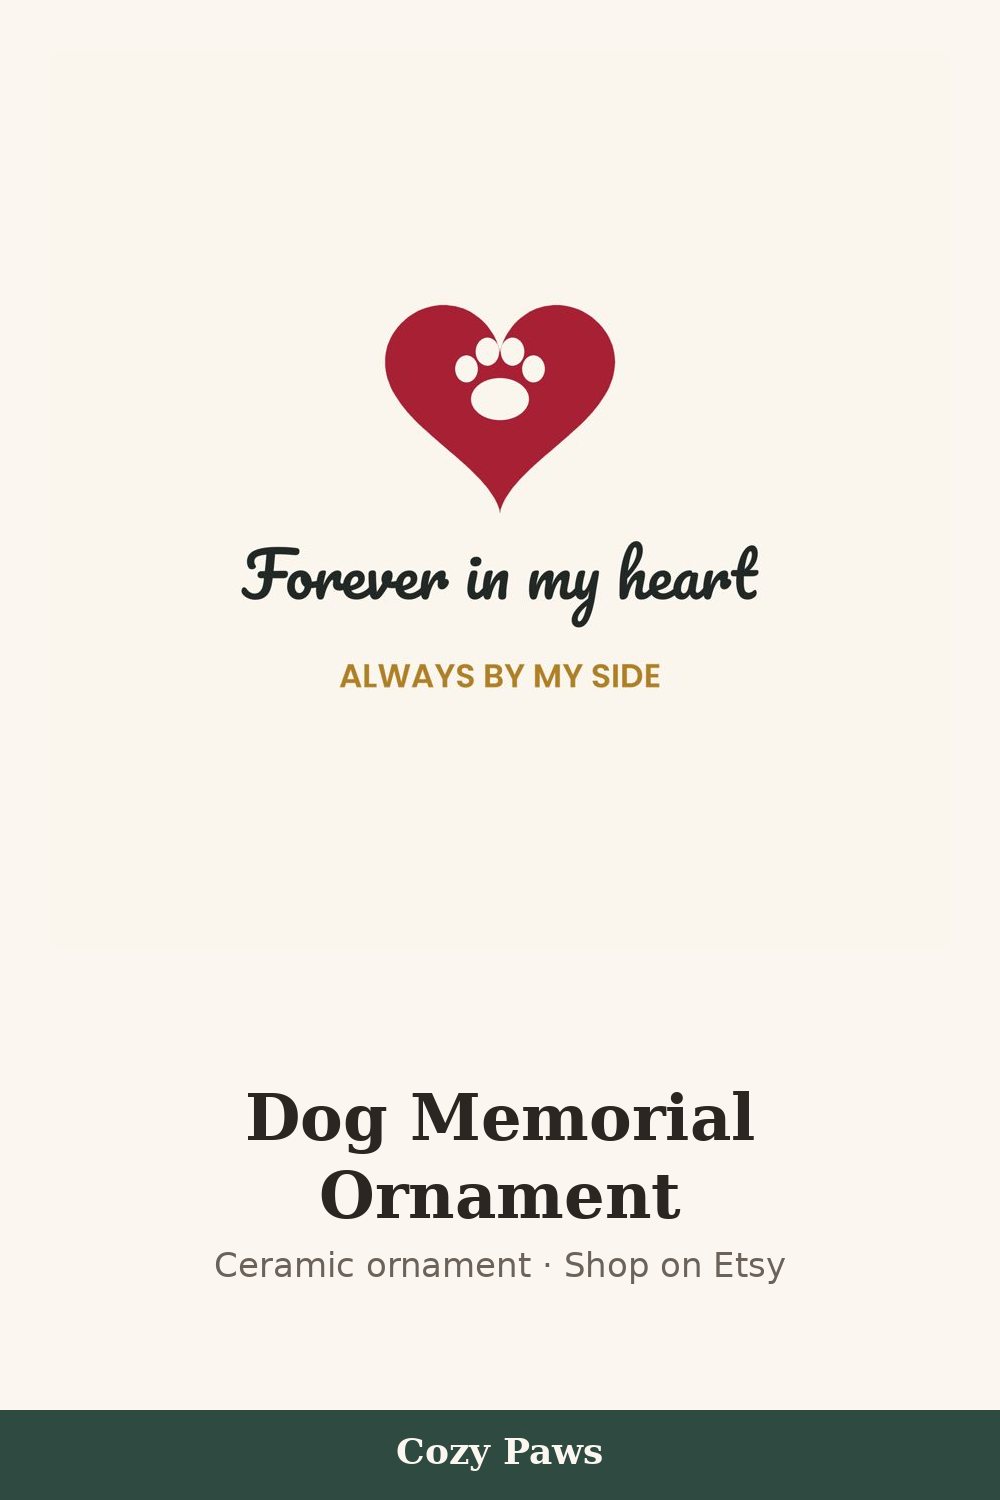 Forever in my heart
ALWAYS BY MY SIDE
Dog Memorial
Ornament
Ceramic ornament · Shop on Etsy
Cozy Paws